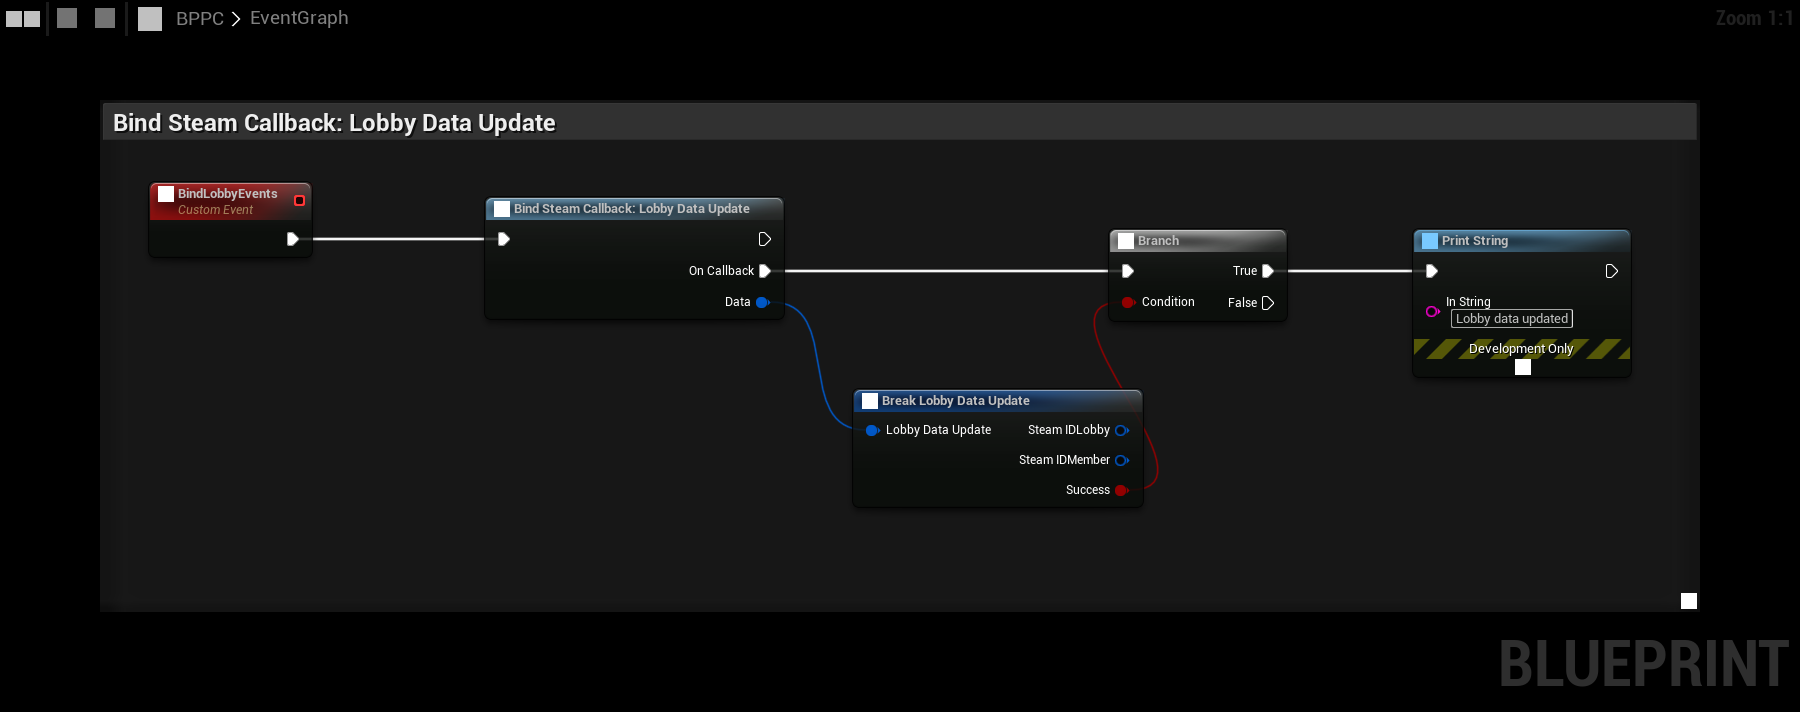 BPPC > EventGraph
Zoom 1:1
Bind Steam Callback: Lobby Data Update
BindLobbyEvents
Custom Event
Bind Steam Callback: Lobby Data Update
On Callback
Data
Break Lobby Data Update
Lobby Data Update
Steam IDLobby
Steam IDMember
Success
Branch
True
Condition
False
Print String
In String
Lobby data updated
Development Only
BLUEPRINT